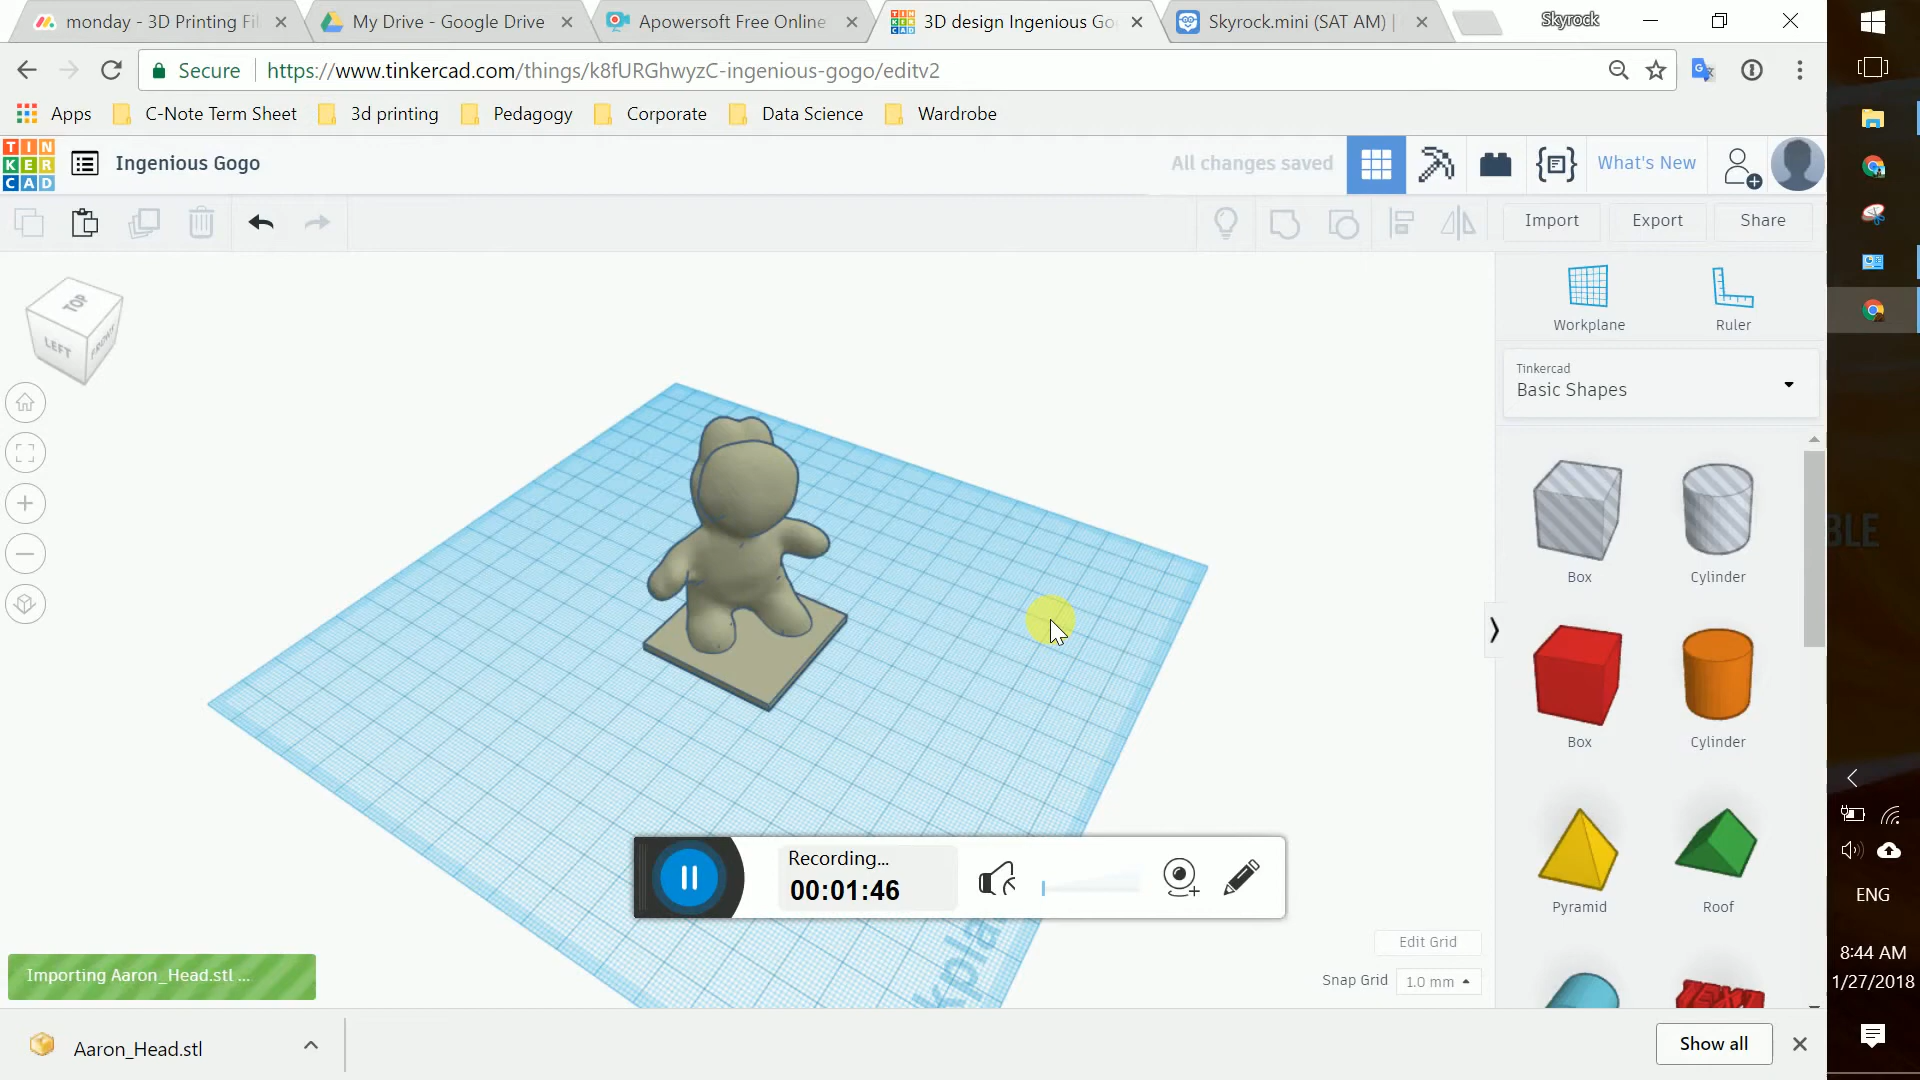 monday - 3D Printing Fil
My Drive - Google Drive
Apowersoft Free Online
3D design Ingenious Go
Skyrock.mini (SAT AM) |
Skyrock
Secure
https://www.tinkercad.com/things/k8fURGhwyzC-ingenious-gogo/editv2
Apps
C-Note Term Sheet
3d printing
Pedagogy
Corporate
Data Science
Wardrobe
TIN
KER
CAD
Ingenious Gogo
All changes saved
What's New
Import
Export
Share
TOP
LEFT
FRONT
Workplane
Ruler
Tinkercad
Basic Shapes
Box
Cylinder
Box
Cylinder
Pyramid
Roof
TEXT
Recording...
00:01:46
Edit Grid
Snap Grid
1.0 mm
Importing Aaron_Head.stl ...
Aaron_Head.stl
Show all
BLE
ENG
8:44 AM
1/27/2018